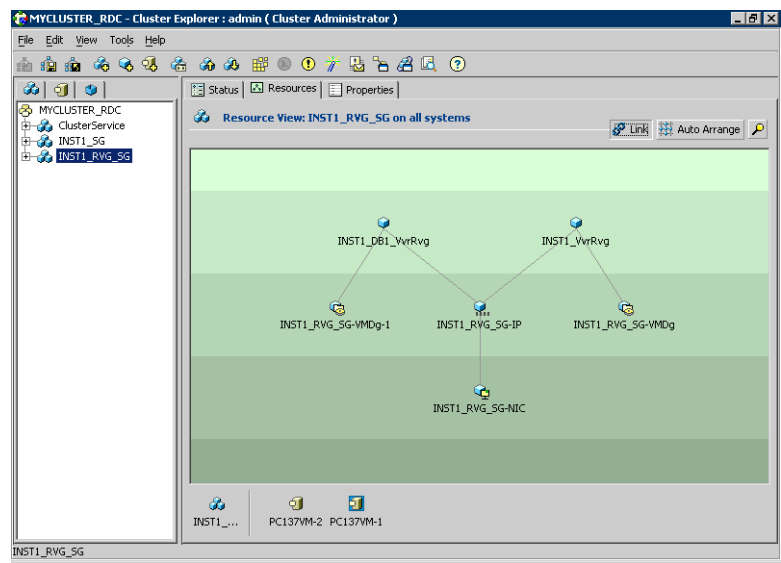 MYCLUSTER_RDC - Cluster Explorer : admin ( Cluster Administrator )
File Edit View Tools Help
Status Resources Properties
MYCLUSTER_RDC
ClusterService
INST1_SG
INST1_RVG_SG
Resource View: INST1_RVG_SG on all systems
Link Auto Arrange
INST1_DB1_VvrRvg INST1_VvrRvg
INST1_RVG_SG-VMDg-1 INST1_RVG_SG-IP INST1_RVG_SG-VMDg
INST1_RVG_SG-NIC
INST1_... PC137VM-2 PC137VM-1
INST1_RVG_SG